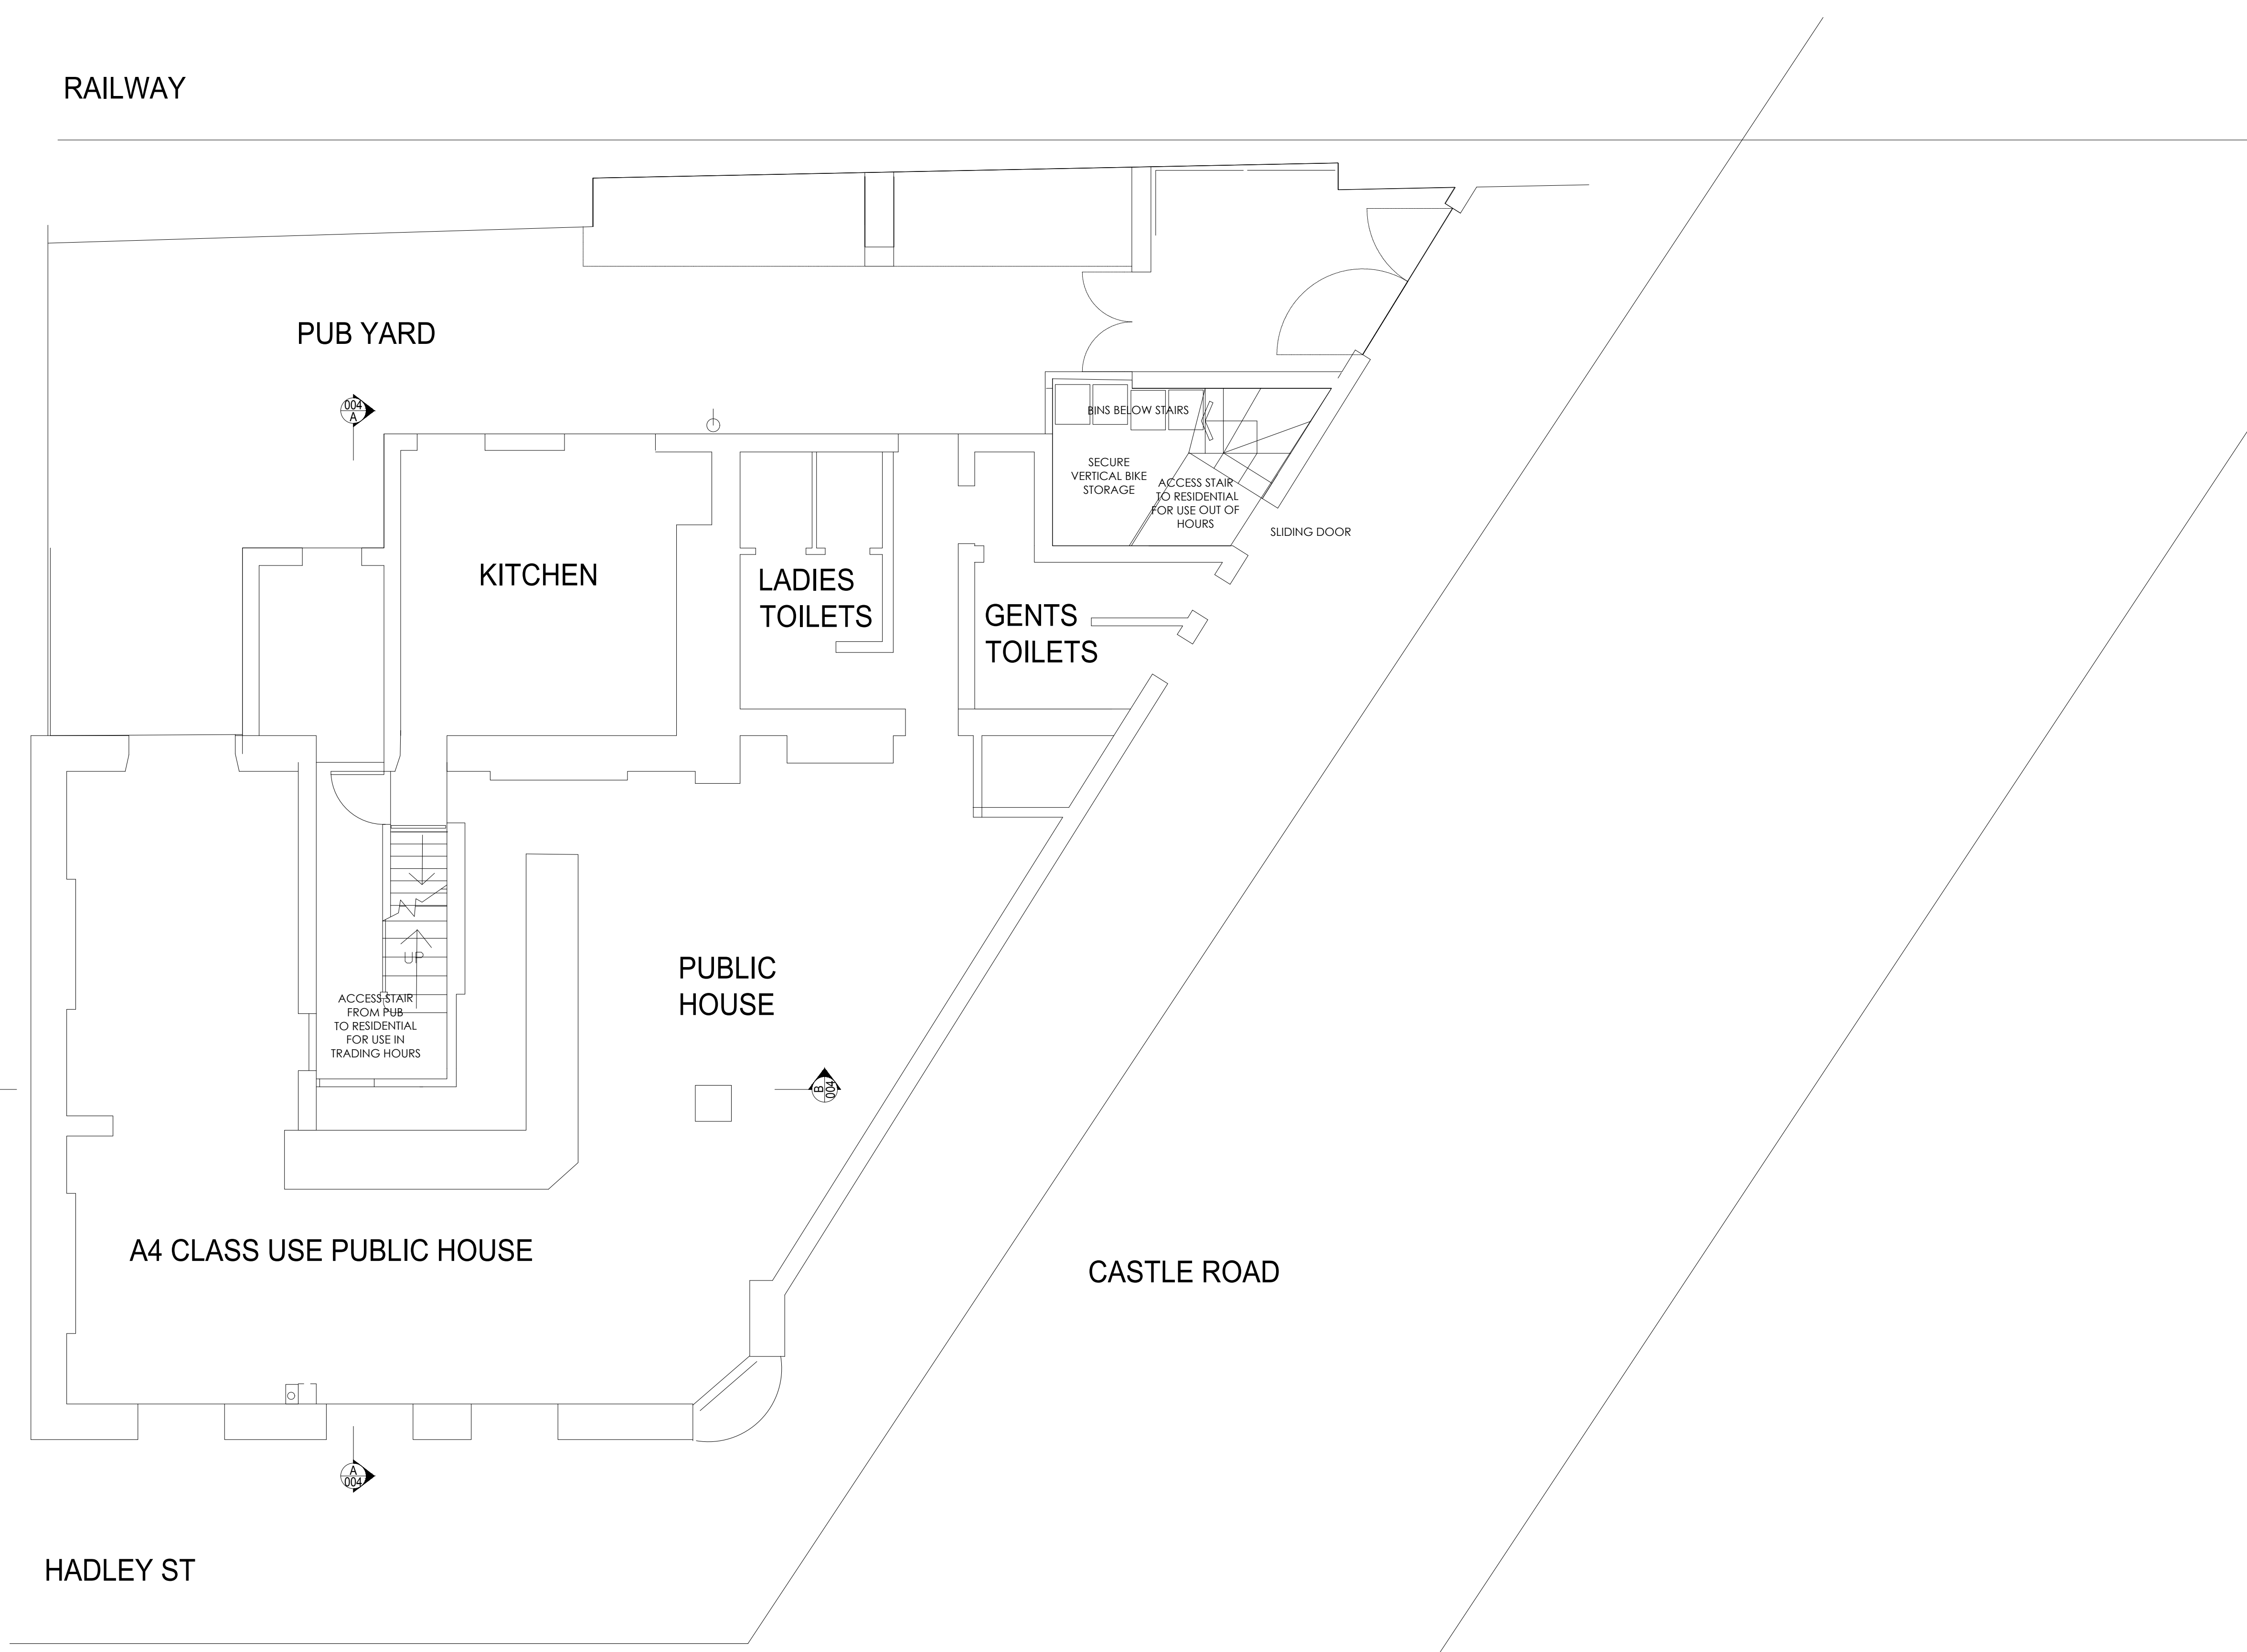 RAILWAY
PUB YARD
004
A
BINS BELOW STAIRS
SECURE
VERTICAL BIKE
STORAGE
ACCESS STAIR
TO RESIDENTIAL
FOR USE OUT OF
HOURS
SLIDING DOOR
KITCHEN
LADIES
TOILETS
GENTS
TOILETS
UP
ACCESS STAIR
FROM PUB
TO RESIDENTIAL
FOR USE IN
TRADING HOURS
PUBLIC
HOUSE
B
004
A4 CLASS USE PUBLIC HOUSE
CASTLE ROAD
A
004
HADLEY ST